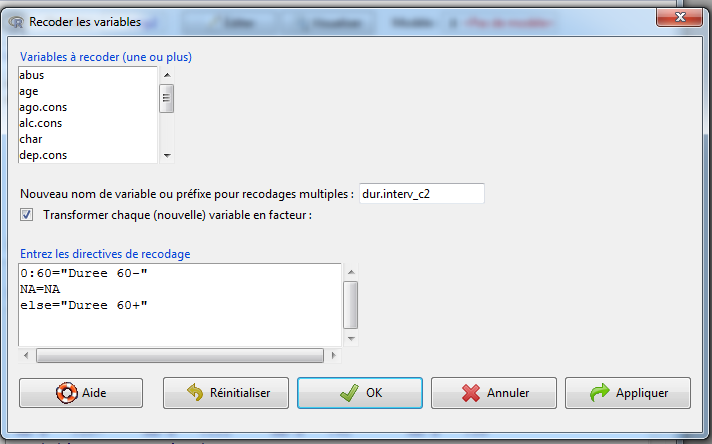 Recoder les variables
Variables à recoder (une ou plus)
abus
age
ago.cons
alc.cons
char
dep.cons
Nouveau nom de variable ou préfixe pour recodages multiples : dur.interv_c2
Transformer chaque (nouvelle) variable en facteur :
Entrez les directives de recodage
0:60="Duree 60-"
NA=NA
else="Duree 60+"
Aide Réinitialiser OK Annuler Appliquer